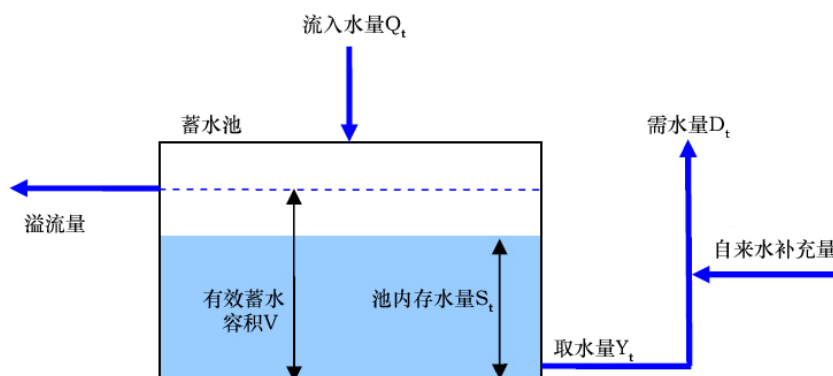 流入水量Qt
蓄水池
需水量Dt
溢流量
自来水补充量
有效蓄水
容积V
池内存水量St
取水量Yt